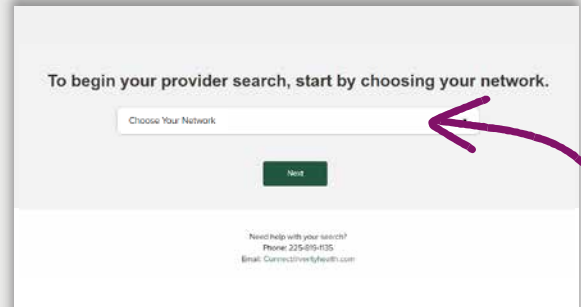 To begin your provider search, start by choosing your network.
Choose Your Network
Next
Need help with your search?
Phone: 225-819-1135
Email: Connect@verityhealth.com